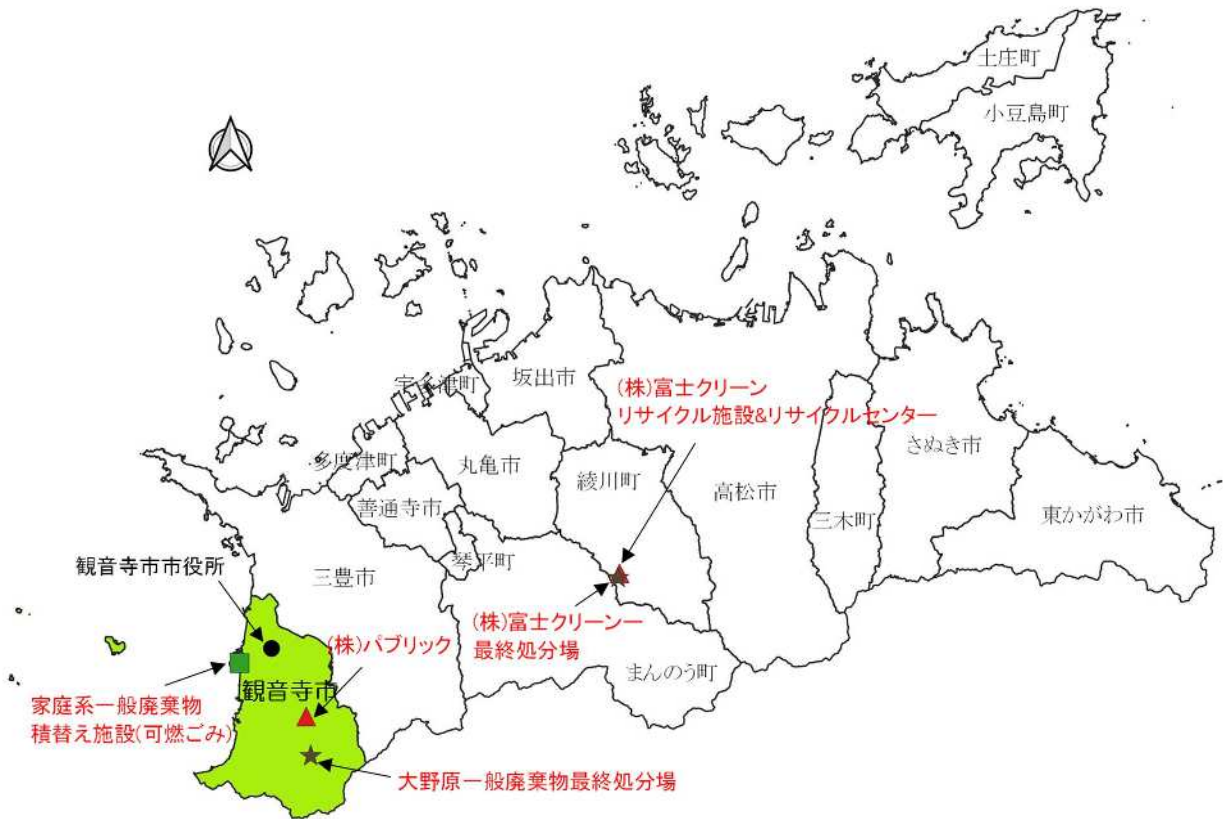 土庄町
小豆島町
宇多津町
坂出市
(株)富士クリーン
リサイクル施設&リサイクルセンター
多度津町
丸亀市
綾川町
高松市
さぬき市
善通寺市
三木町
東かがわ市
琴平町
観音寺市市役所
三豊市
(株)富士クリーンー
最終処分場
(株)パブリック
まんのう町
観音寺市
家庭系一般廃棄物
積替え施設(可燃ごみ)
大野原一般廃棄物最終処分場